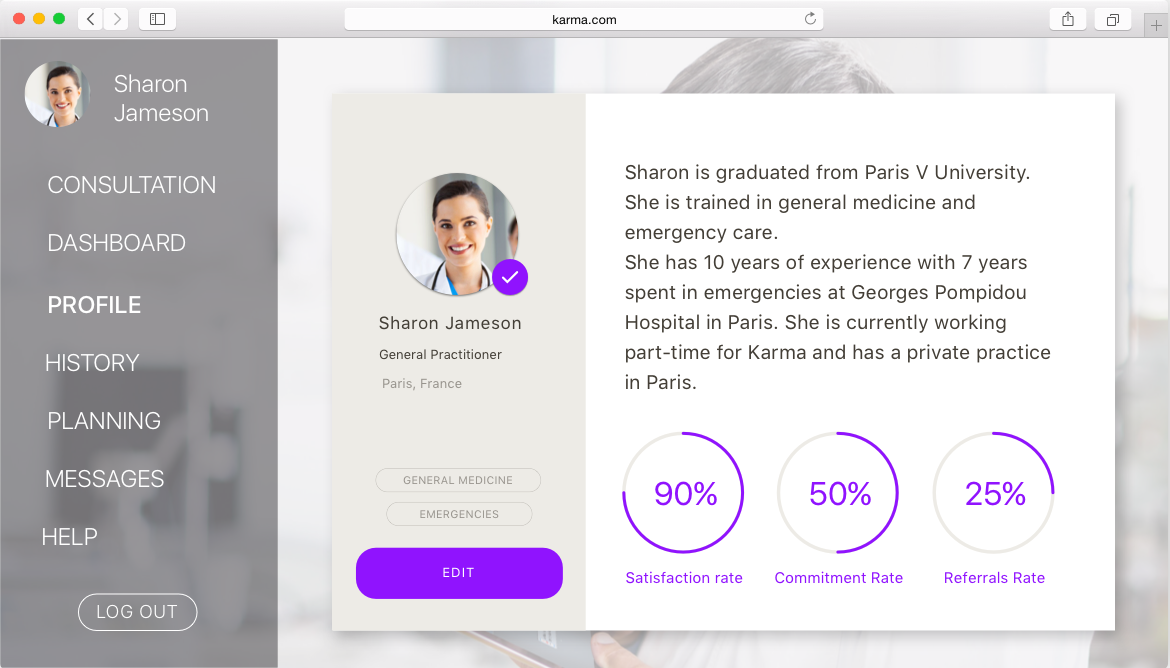 karma.com
Sharon
Jameson
CONSULTATION
DASHBOARD
PROFILE
HISTORY
PLANNING
MESSAGES
HELP
LOG OUT
Sharon Jameson
General Practitioner
Paris, France
GENERAL MEDICINE
EMERGENCIES
EDIT
Sharon is graduated from Paris V University.
She is trained in general medicine and
emergency care.
She has 10 years of experience with 7 years
spent in emergencies at Georges Pompidou
Hospital in Paris. She is currently working
part-time for Karma and has a private practice
in Paris.
90%
50%
25%
Satisfaction rate
Commitment Rate
Referrals Rate